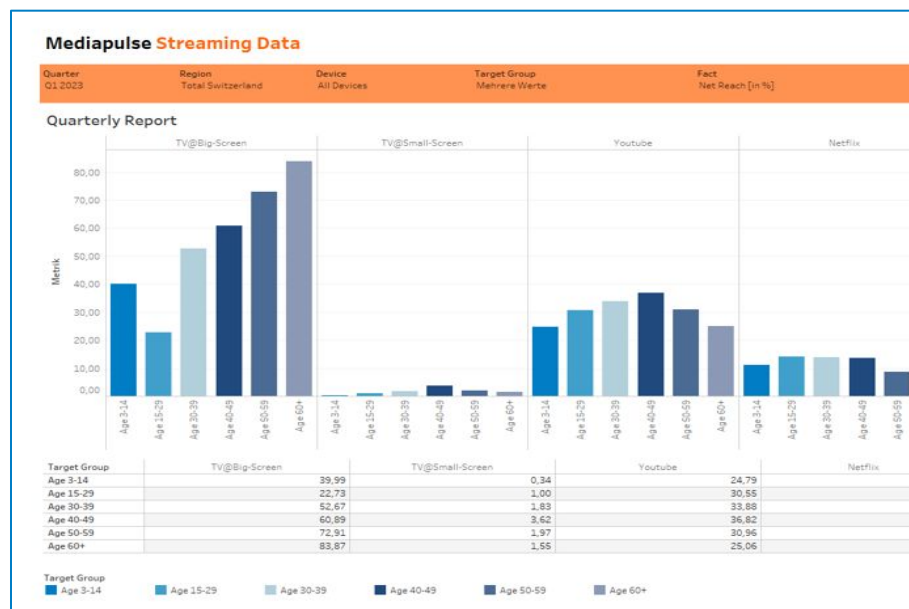 Mediapulse Streaming Data
Quarter Region Device Target Group Fact
Q1 2023 Total Switzerland All Devices Mehrere Werte Net Reach [in %]
Quarterly Report
TV@Big-Screen TV@Small-Screen Youtube Netflix
80,00
70,00
60,00
50,00
40,00
30,00
20,00
10,00
0,00
Metrik
Age 3-14 Age 15-29 Age 30-39 Age 40-49 Age 50-59 Age 60+ Age 3-14 Age 15-29 Age 30-39 Age 40-49 Age 50-59 Age 60+ Age 3-14 Age 15-29 Age 30-39 Age 40-49 Age 50-59 Age 60+ Age 3-14 Age 15-29 Age 30-39 Age 40-49 Age 50-59
Target Group TV@Big-Screen TV@Small-Screen Youtube Netflix
Age 3-14 39,99 0,34 24,79
Age 15-29 22,73 1,00 30,55
Age 30-39 52,67 1,83 33,88
Age 40-49 60,89 3,62 36,82
Age 50-59 72,91 1,97 30,96
Age 60+ 83,87 1,55 25,06
Target Group
Age 3-14 Age 15-29 Age 30-39 Age 40-49 Age 50-59 Age 60+